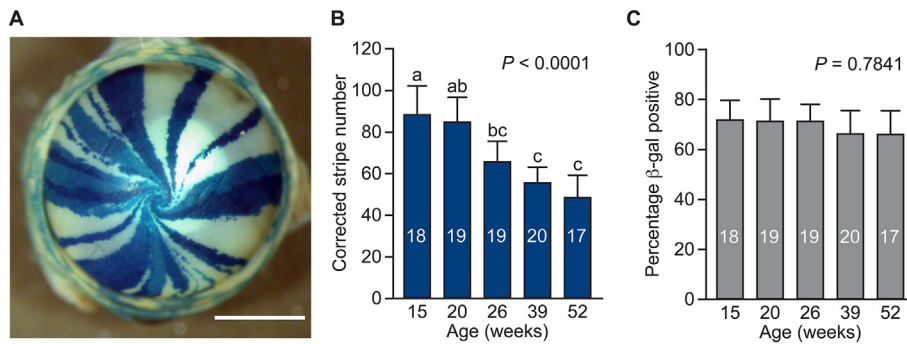 A
B
Corrected stripe number
120
100
80
60
40
20
0
P < 0.0001
a
ab
bc
c
c
18
19
19
20
17
15 20 26 39 52
Age (weeks)
C
Percentage β-gal positive
100
80
60
40
20
0
P = 0.7841
18
19
19
20
17
15 20 26 39 52
Age (weeks)